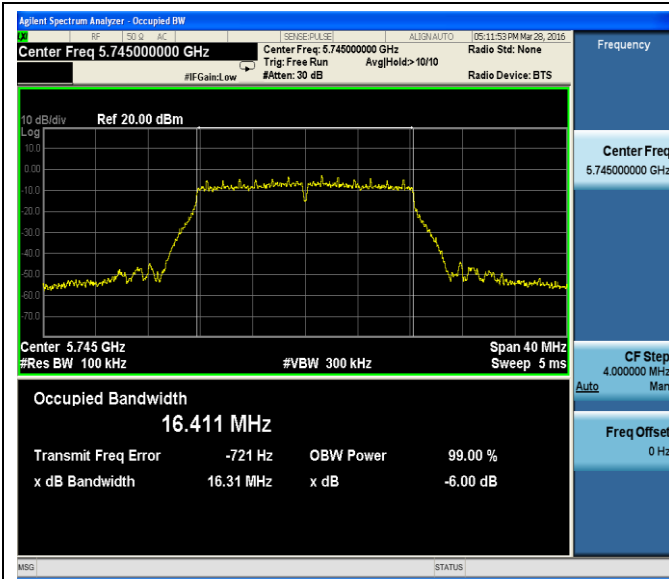 Agilent Spectrum Analyzer - Occupied BW
RF 50 Ω AC SENSE:PULSE ALIGNAUTO 05:11:53 PM Mar 28, 2016
Center Freq 5.745000000 GHz
Center Freq: 5.745000000 GHz
Radio Std: None
Trig: Free Run Avg|Hold:>10/10
#IFGain:Low
#Atten: 30 dB
Radio Device: BTS
Frequency
10 dB/div Ref 20.00 dBm
Log
10.0
0.00
-10.0
-20.0
-30.0
-40.0
-50.0
-60.0
-70.0
Center 5.745 GHz Span 40 MHz
#Res BW 100 kHz #VBW 300 kHz Sweep 5 ms
Occupied Bandwidth
16.411 MHz
Transmit Freq Error -721 Hz OBW Power 99.00 %
x dB Bandwidth 16.31 MHz x dB -6.00 dB
Center Freq
5.745000000 GHz
CF Step
4.000000 MHz
Auto Man
Freq Offset
0 Hz
MSG STATUS